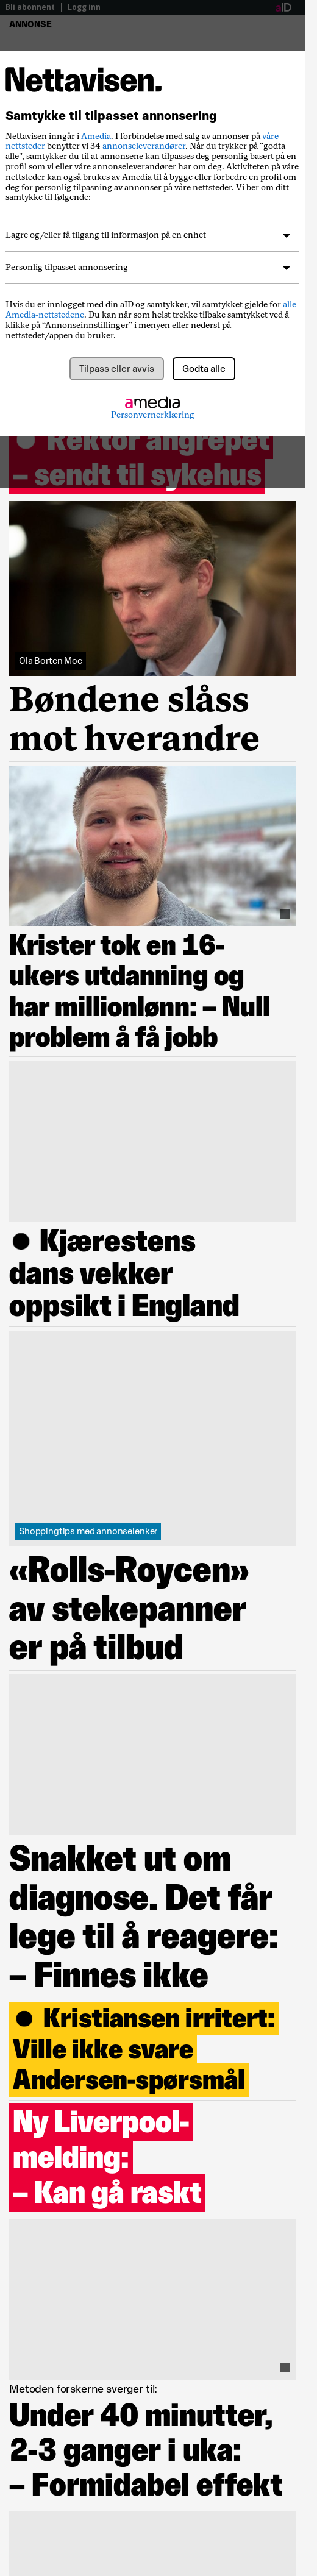 Bli abonnent | Logg inn
aID
ANNONSE
Nettavisen.
Samtykke til tilpasset annonsering
Nettavisen inngår i Amedia. I forbindelse med salg av annonser på våre
nettsteder benytter vi 34 annonseleverandører. Når du trykker på "godta
alle", samtykker du til at annonsene kan tilpasses deg personlig basert på en
profil som vi eller våre annonseleverandører har om deg. Aktiviteten på våre
nettsteder kan også brukes av Amedia til å bygge eller forbedre en profil om
deg for personlig tilpasning av annonser på våre nettsteder. Vi ber om ditt
samtykke til følgende:
Lagre og/eller få tilgang til informasjon på en enhet
Personlig tilpasset annonsering
Hvis du er innlogget med din aID og samtykker, vil samtykket gjelde for alle
Amedia-nettstedene. Du kan når som helst trekke tilbake samtykket ved å
klikke på “Annonseinnstillinger” i menyen eller nederst på
nettstedet/appen du bruker.
Tilpass eller avvis
Godta alle
amedia
Personvernerklæring
● Rektor angrepet
– sendt til sykehus
Ola Borten Moe
Bøndene slåss
mot hverandre
Krister tok en 16-
ukers utdanning og
har millionlønn: – Null
problem å få jobb
● Kjærestens
dans vekker
oppsikt i England
Shoppingtips med annonselenker
«Rolls-Roycen»
av stekepanner
er på tilbud
Snakket ut om
diagnose. Det får
lege til å reagere:
– Finnes ikke
● Kristiansen irritert:
Ville ikke svare
Andersen-spørsmål
Ny Liverpool-
melding:
– Kan gå raskt
Metoden forskerne sverger til:
Under 40 minutter,
2-3 ganger i uka:
– Formidabel effekt